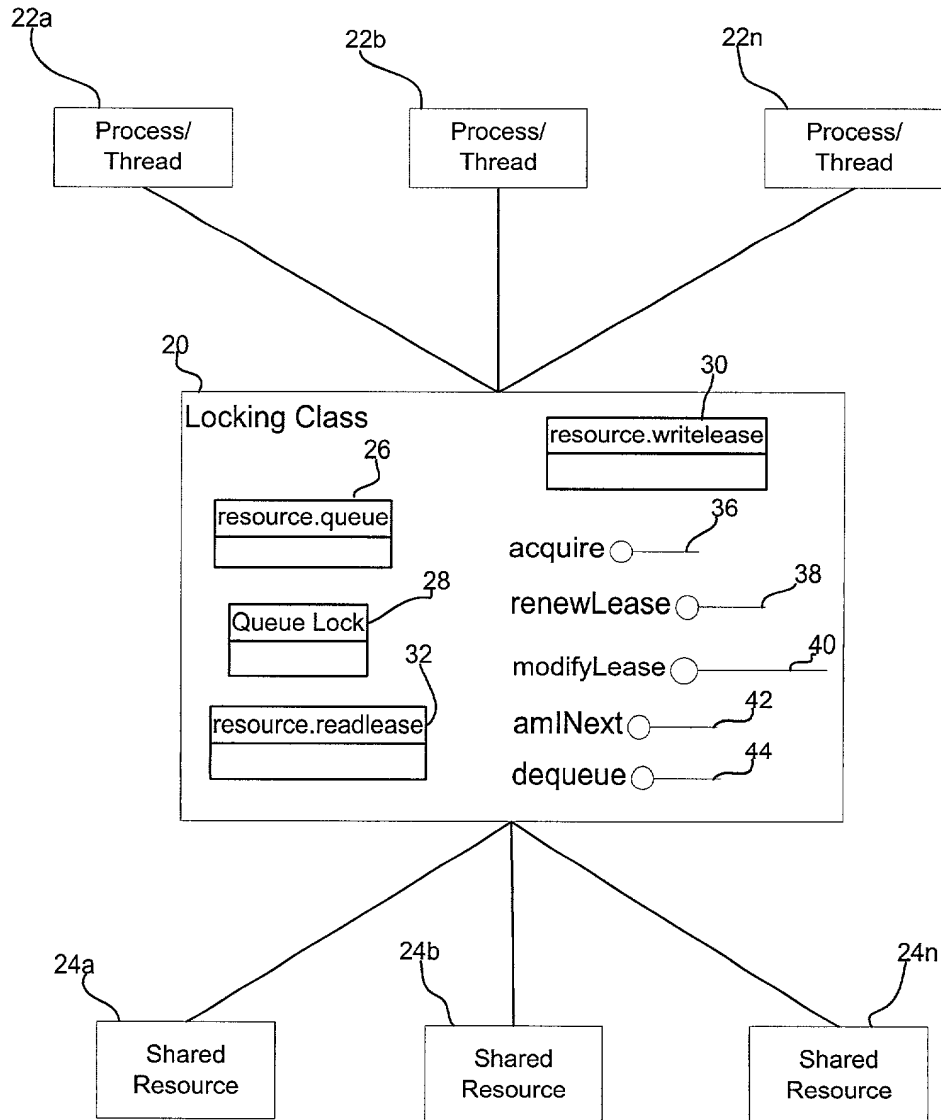 22a
22b
22n
Process/
Thread
Process/
Thread
Process/
Thread
20
30
Locking Class
resource.writelease
26
resource.queue
36
acquire
38
renewLease
28
Queue Lock
40
modifyLease
32
resource.readlease
42
amINext
44
dequeue
24a
24b
24n
Shared
Resource
Shared
Resource
Shared
Resource